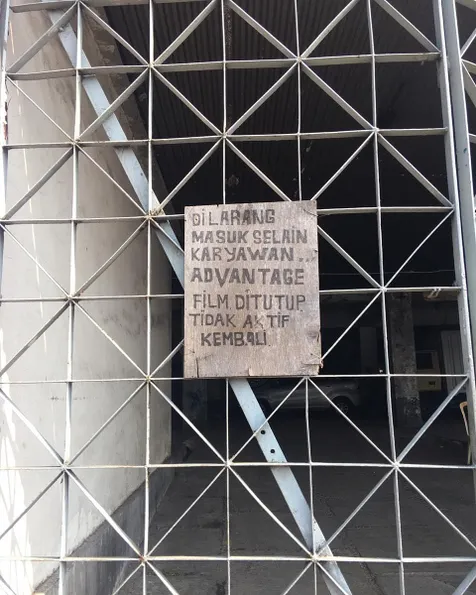 DILARANG
MASUK SELAIN
KARYAWAN..
ADVANTAGE
FILM DITUTUP
TIDAK AKTIF
KEMBALI